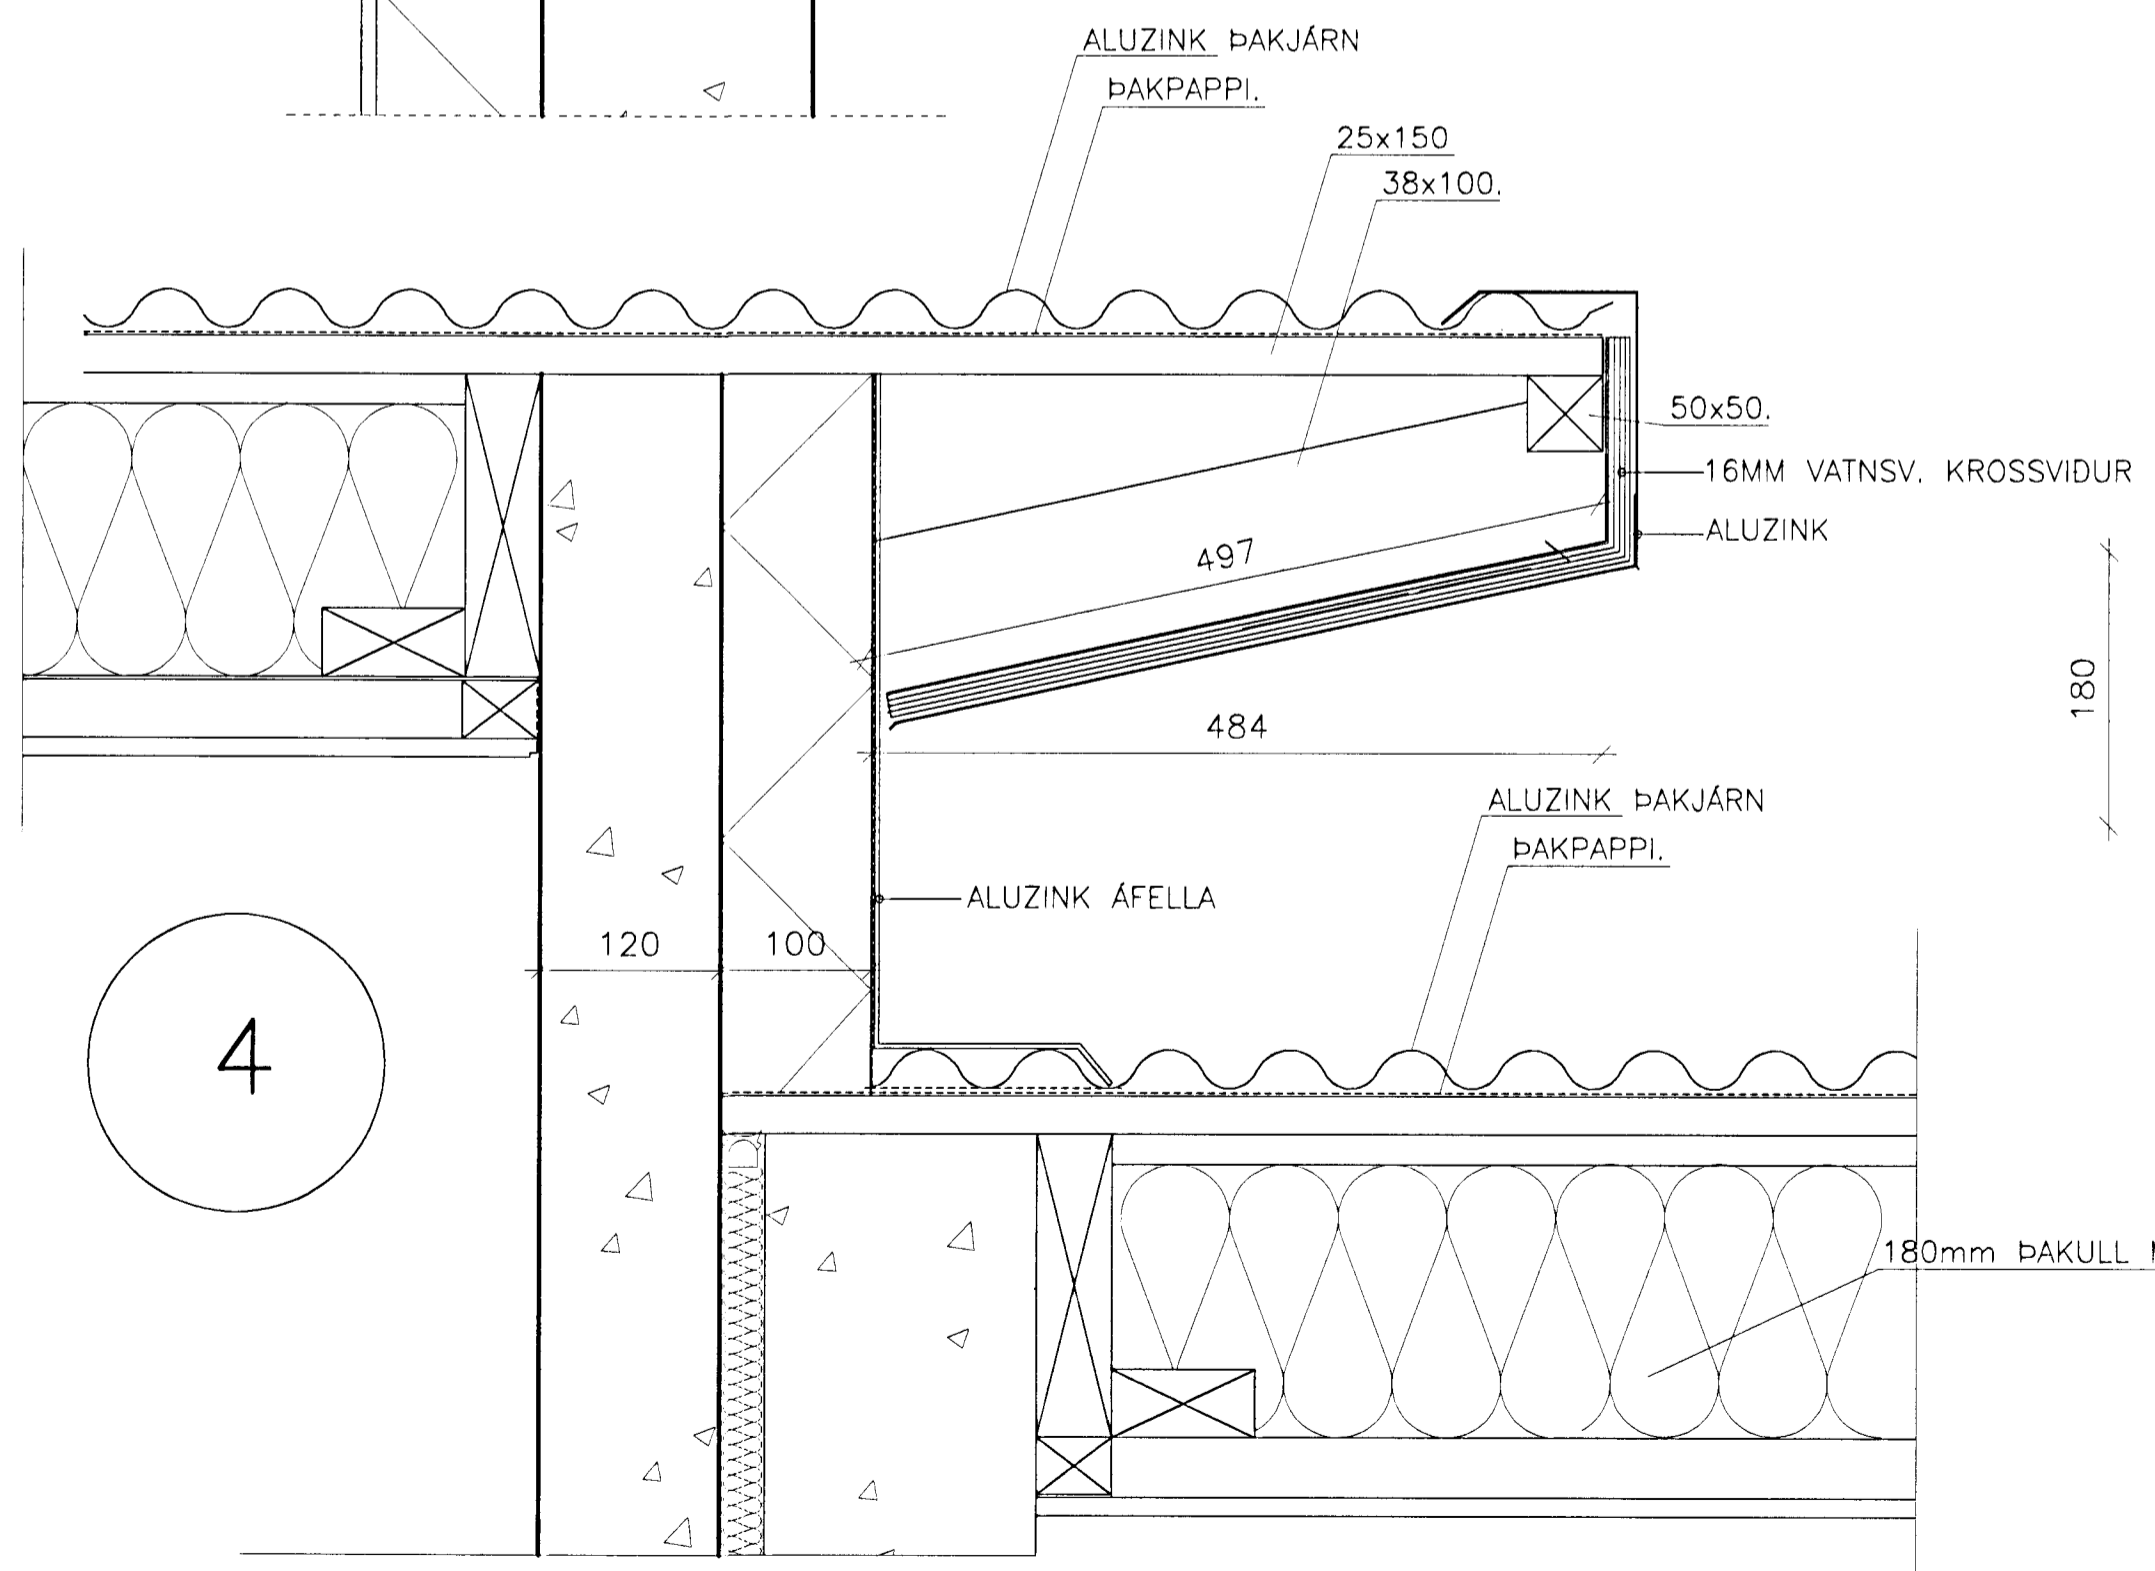 ALUZINK ÞAKJÁRN
ÞAKPAPPI.
25x150
38x100.
50x50.
16MM VATNSV. KROSSVIÐUR
ALUZINK
497
484
180
ALUZINK ÞAKJÁRN
ÞAKPAPPI.
ALUZINK ÁFELLA
120
100
4
180mm ÞAKULL